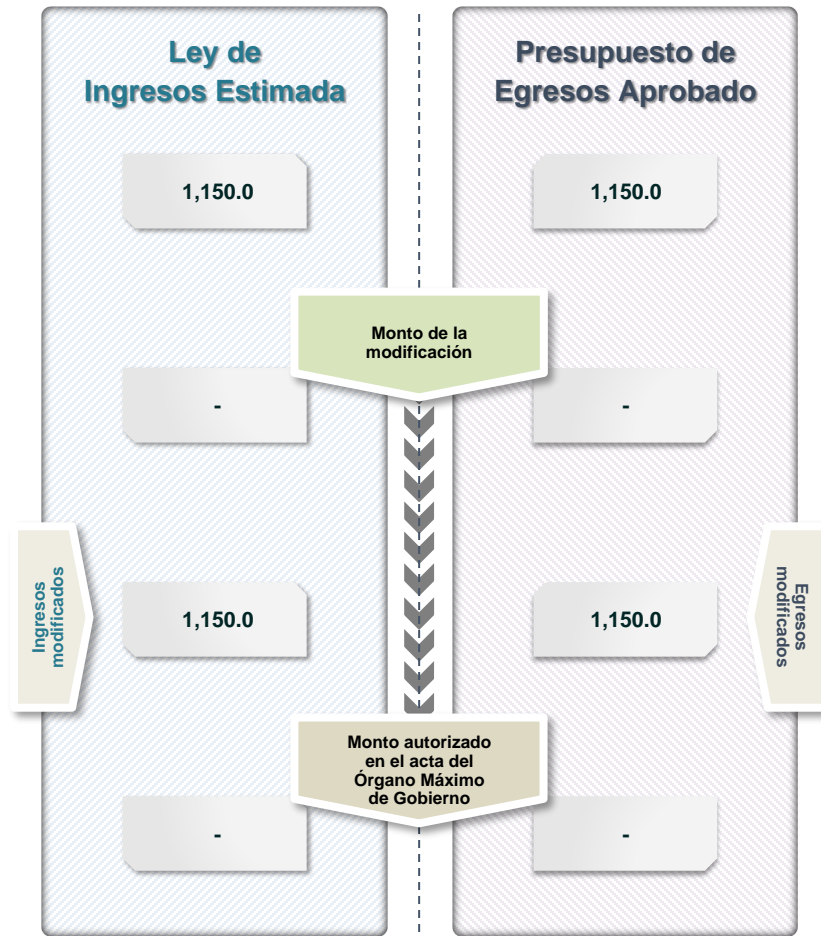 Ley de
Ingresos Estimada
Presupuesto de
Egresos Aprobado
1,150.0
1,150.0
Monto de la
modificación
-
-
Ingresos
modificados
1,150.0
1,150.0
Egresos
modificados
Monto autorizado
en el acta del
Órgano Máximo
de Gobierno
-
-